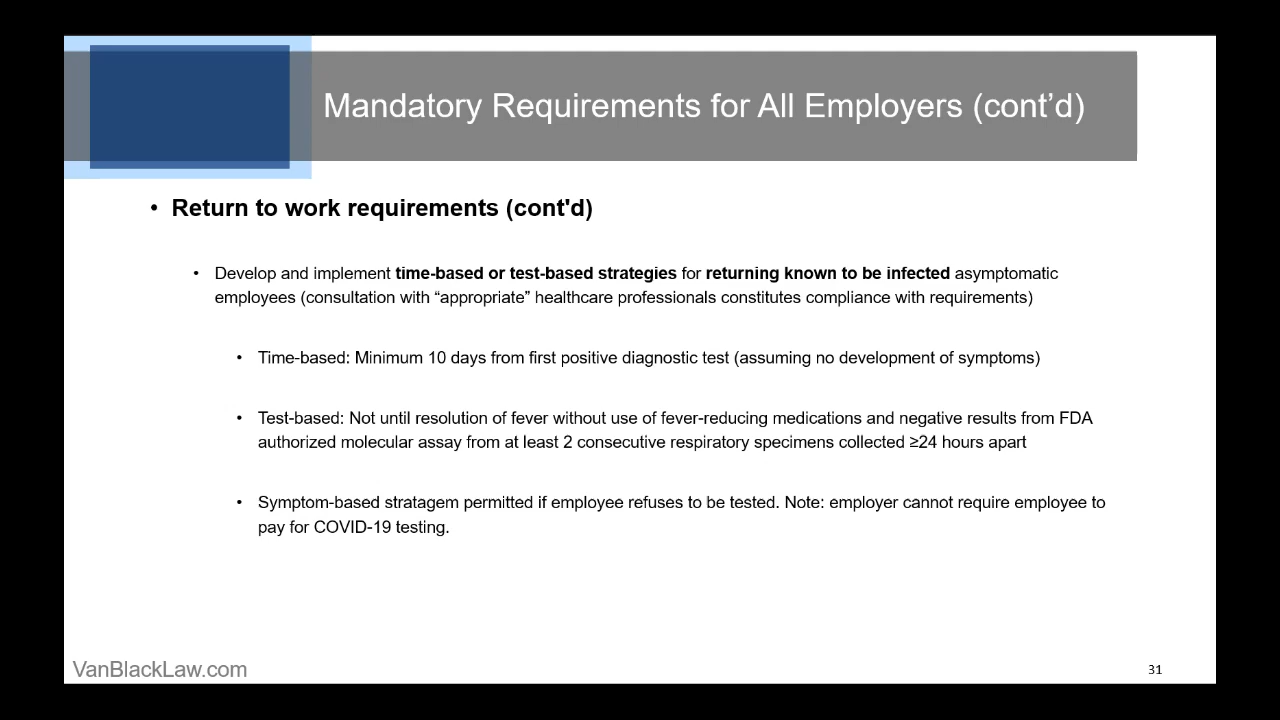 Mandatory Requirements for All Employers (cont’d)
• Return to work requirements (cont'd)
• Develop and implement time-based or test-based strategies for returning known to be infected asymptomatic
employees (consultation with “appropriate” healthcare professionals constitutes compliance with requirements)
• Time-based: Minimum 10 days from first positive diagnostic test (assuming no development of symptoms)
• Test-based: Not until resolution of fever without use of fever-reducing medications and negative results from FDA
authorized molecular assay from at least 2 consecutive respiratory specimens collected ≥24 hours apart
• Symptom-based stratagem permitted if employee refuses to be tested. Note: employer cannot require employee to
pay for COVID-19 testing.
VanBlackLaw.com
31